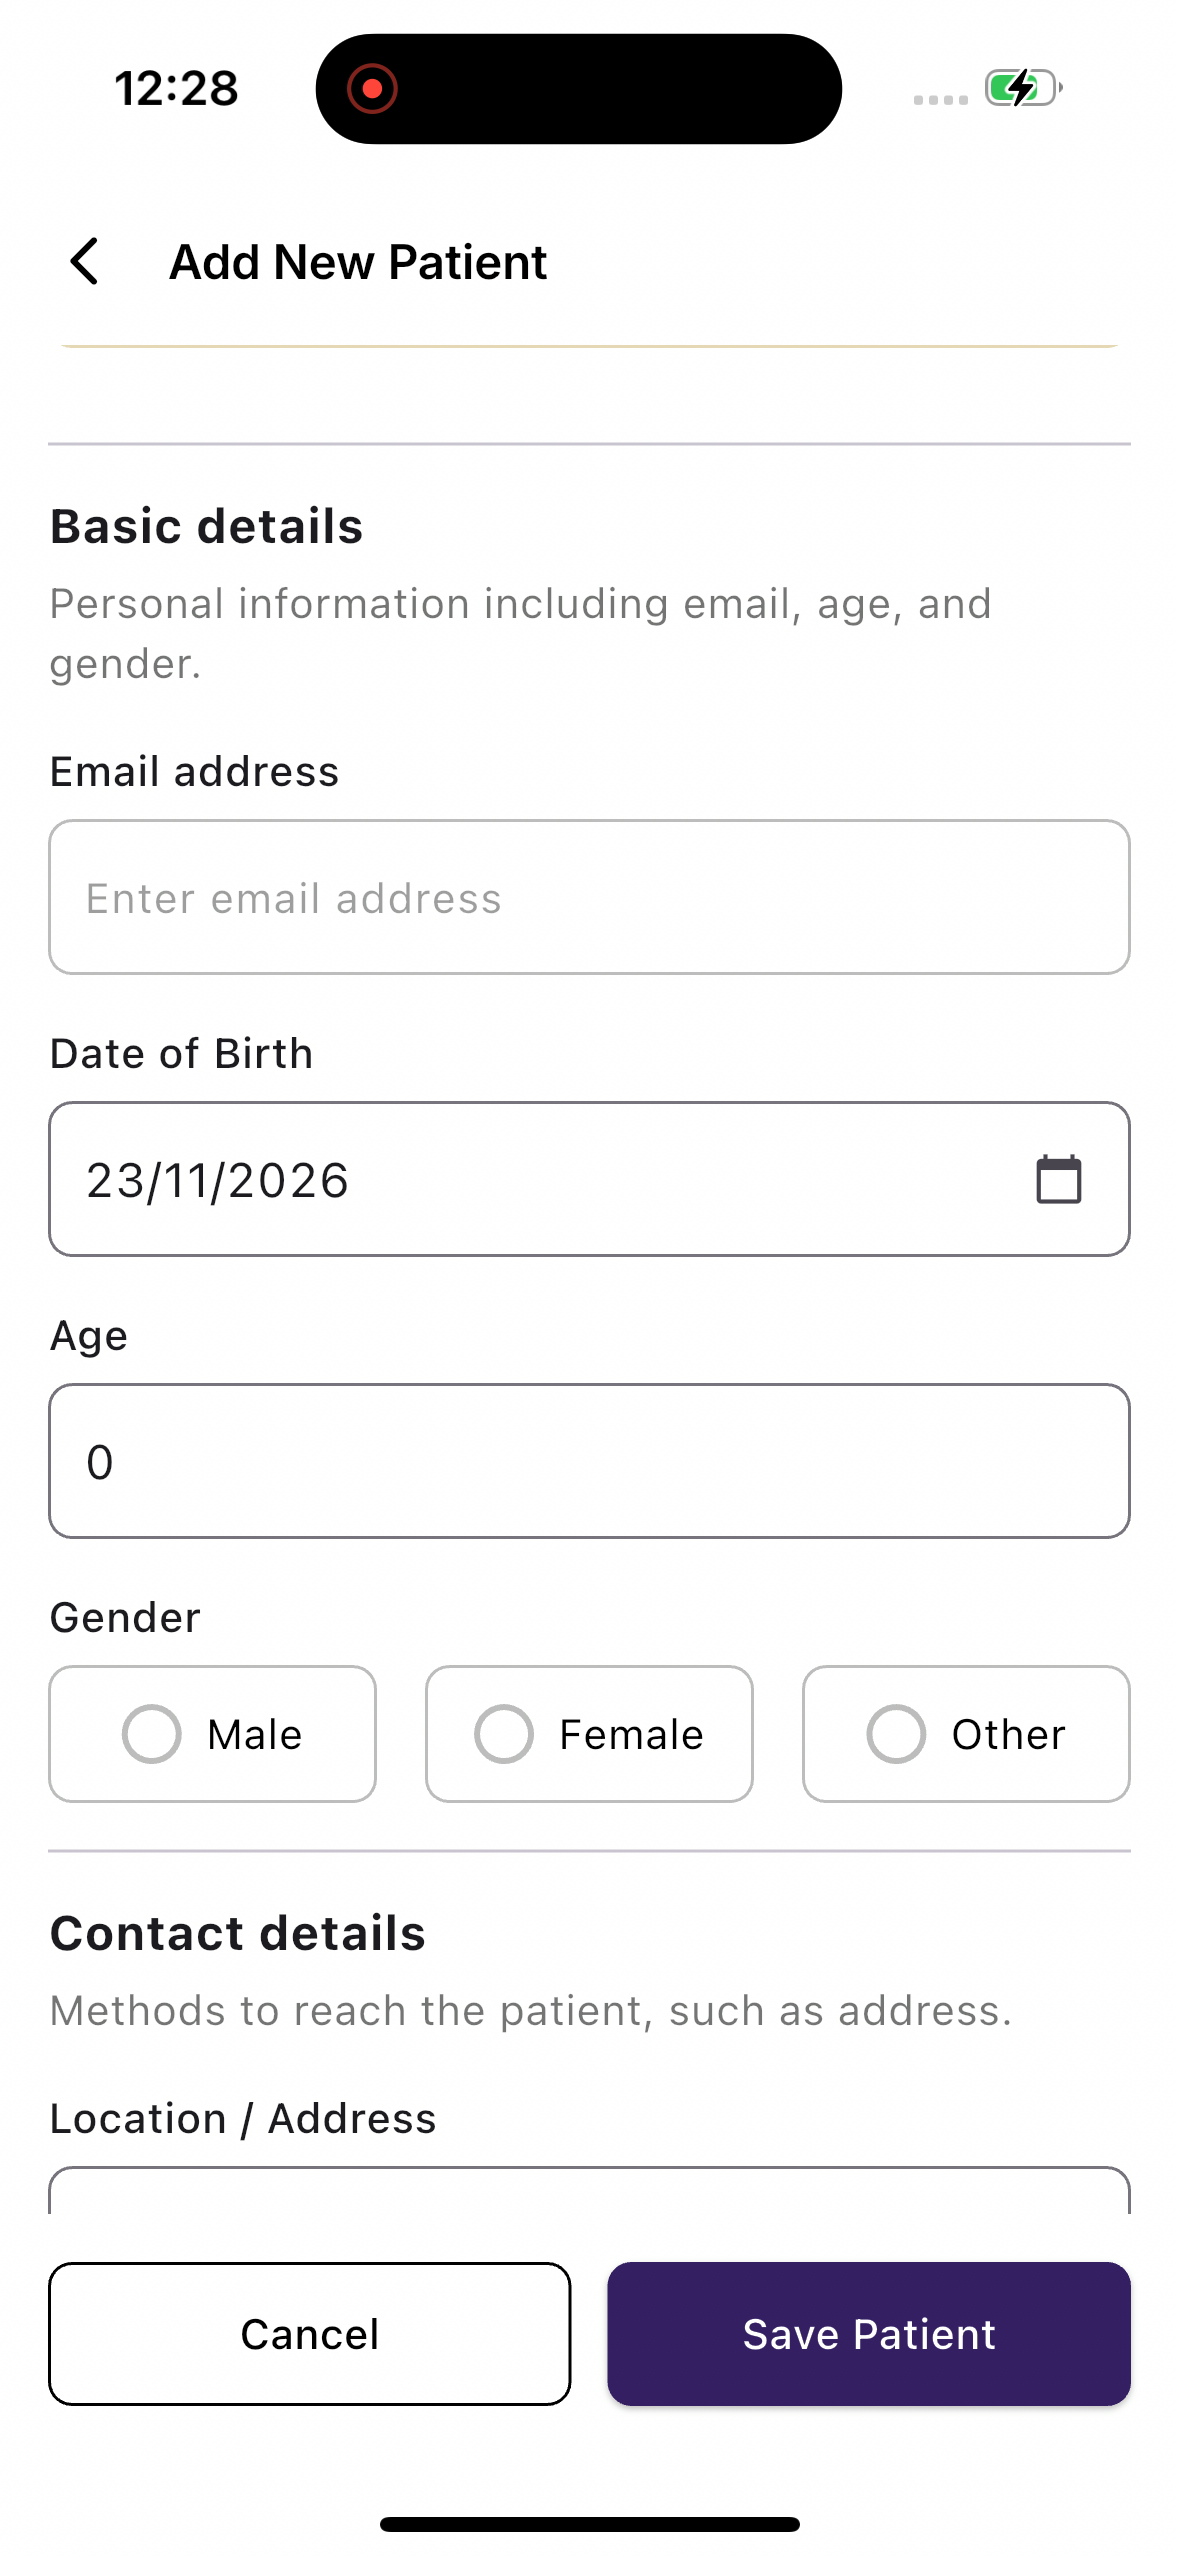 12:28
Add New Patient
Basic details
Personal information including email, age, and
gender.
Email address
Enter email address
Date of Birth
23/11/2026
Age
0
Gender
Male
Female
Other
Contact details
Methods to reach the patient, such as address.
Location / Address
Cancel
Save Patient